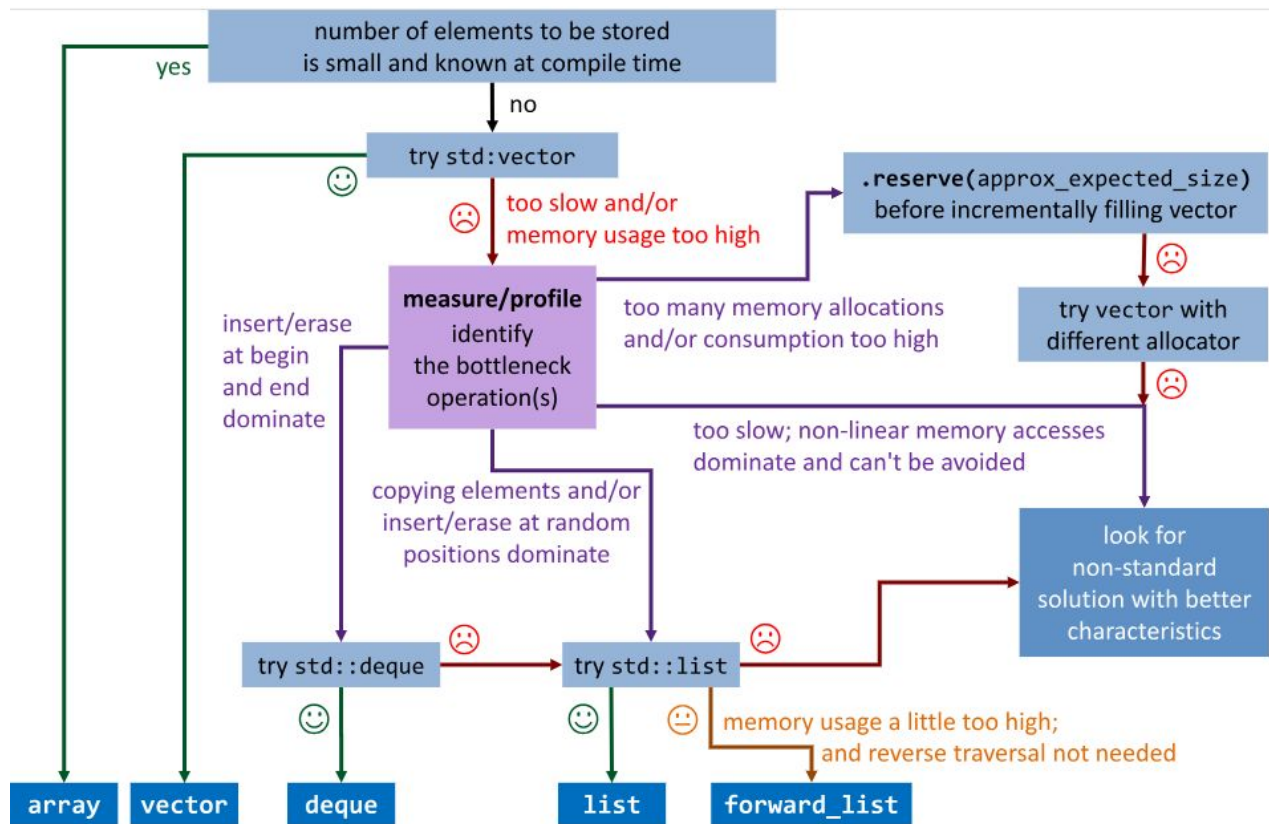 number of elements to be stored
is small and known at compile time
yes
no
try std:vector
too slow and/or
memory usage too high
.reserve(approx_expected_size)
before incrementally filling vector
measure/profile
identify
the bottleneck
operation(s)
too many memory allocations
and/or consumption too high
try vector with
different allocator
insert/erase
at begin
and end
dominate
too slow; non-linear memory accesses
dominate and can't be avoided
copying elements and/or
insert/erase at random
positions dominate
look for
non-standard
solution with better
characteristics
try std::deque
try std::list
memory usage a little too high;
and reverse traversal not needed
array
vector
deque
list
forward_list